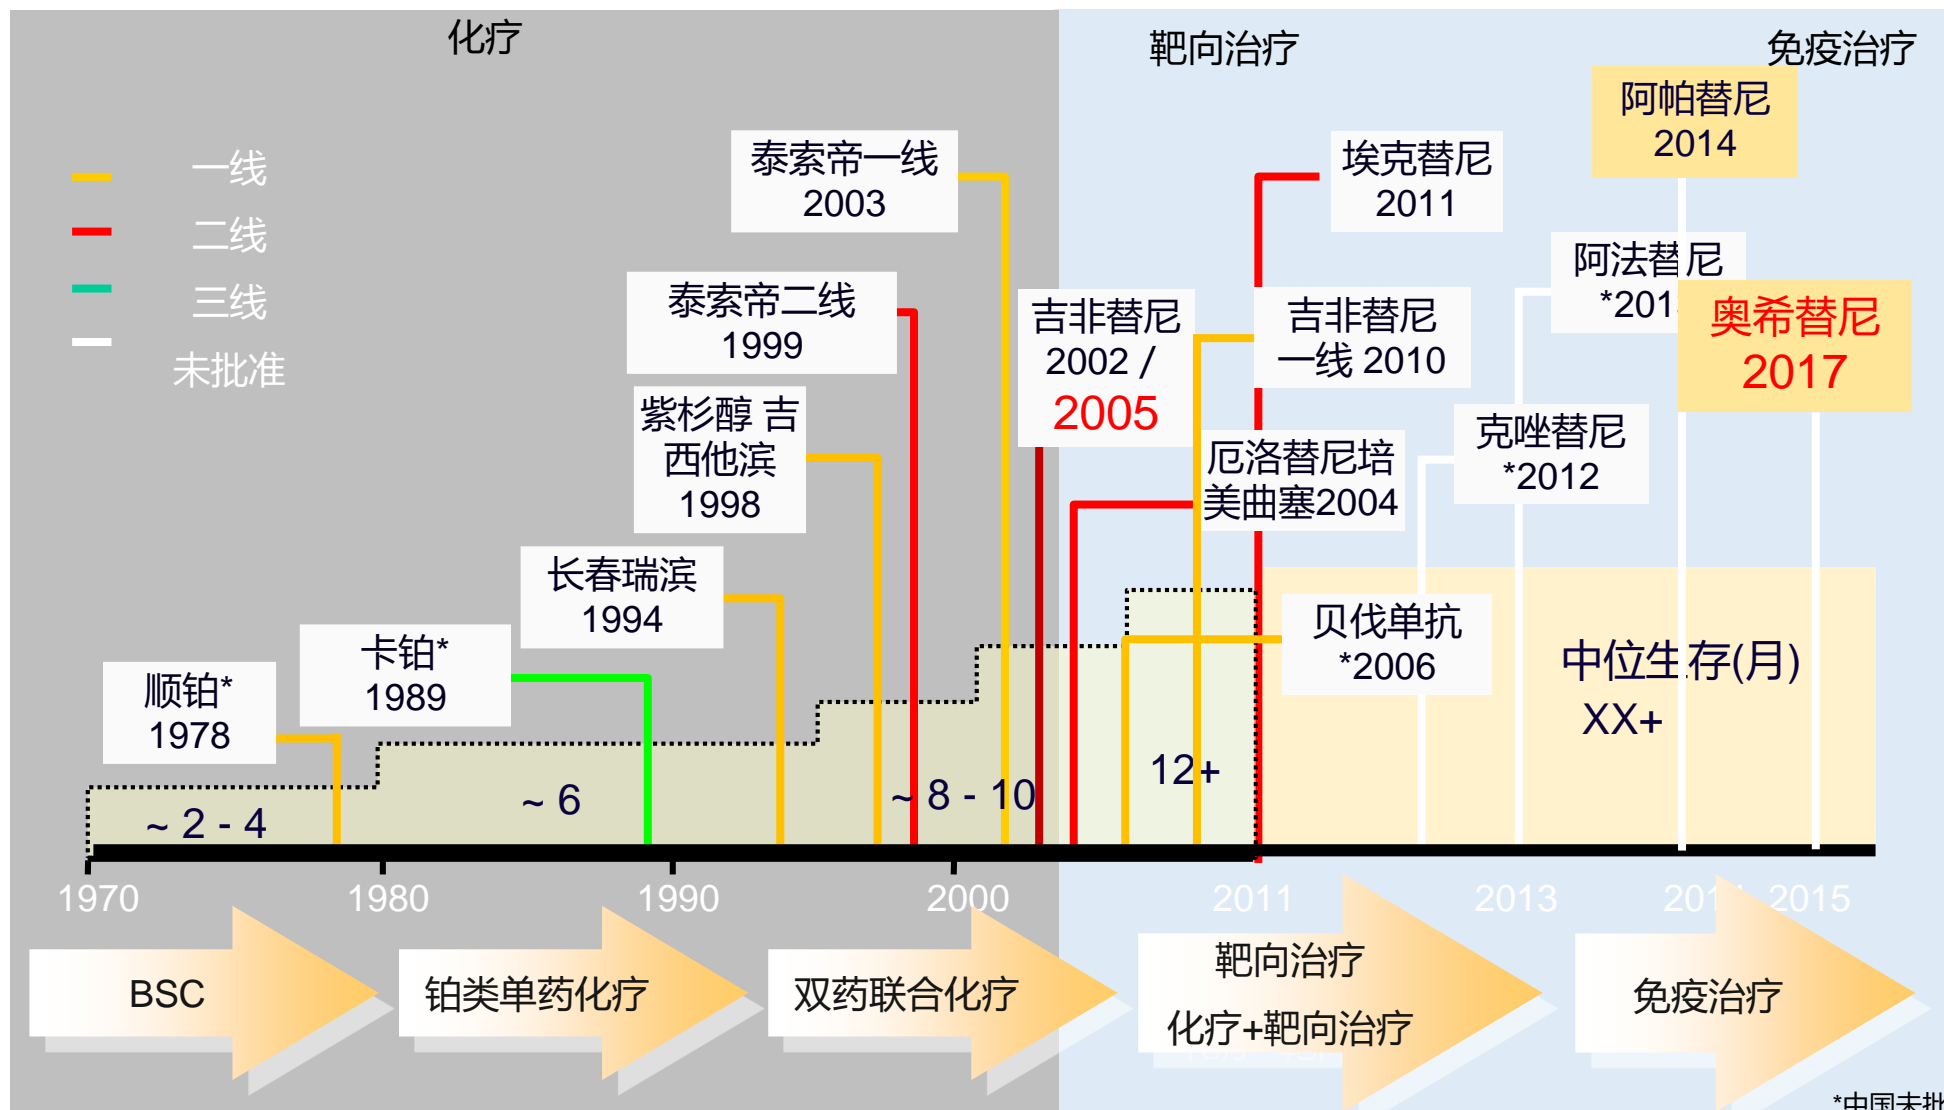 化疗
靶向治疗
免疫治疗
一线
二线
三线
未批准
泰索帝一线
2003
泰索帝二线
1999
紫杉醇 吉
西他滨
1998
长春瑞滨
1994
卡铂*
1989
顺铂*
1978
吉非替尼
2002 /
2005
埃克替尼
2011
吉非替尼
一线 2010
厄洛替尼培
美曲塞2004
贝伐单抗
*2006
阿帕替尼
2014
阿法替尼
奥希替尼
2017
克唑替尼
*2012
中位生存(月)
XX+
~ 2 - 4
~ 6
~ 8 - 10
12+
1970
1980
1990
2000
2011
2013
2015
BSC
铂类单药化疗
双药联合化疗
靶向治疗
化疗+靶向治疗
免疫治疗
*中国未批